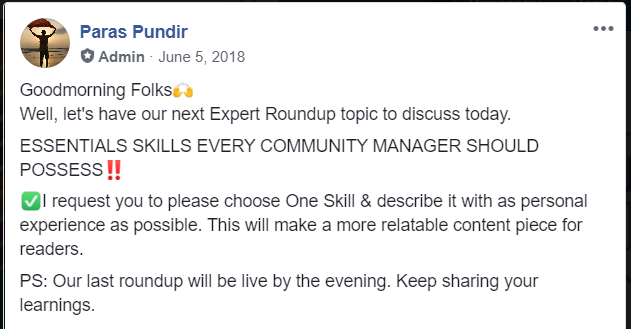 Paras Pundir
Admin · June 5, 2018
Goodmorning Folks🙌
Well, let's have our next Expert Roundup topic to discuss today.
ESSENTIALS SKILLS EVERY COMMUNITY MANAGER SHOULD
POSSESS‼️
✅I request you to please choose One Skill & describe it with as personal
experience as possible. This will make a more relatable content piece for
readers.
PS: Our last roundup will be live by the evening. Keep sharing your
learnings.